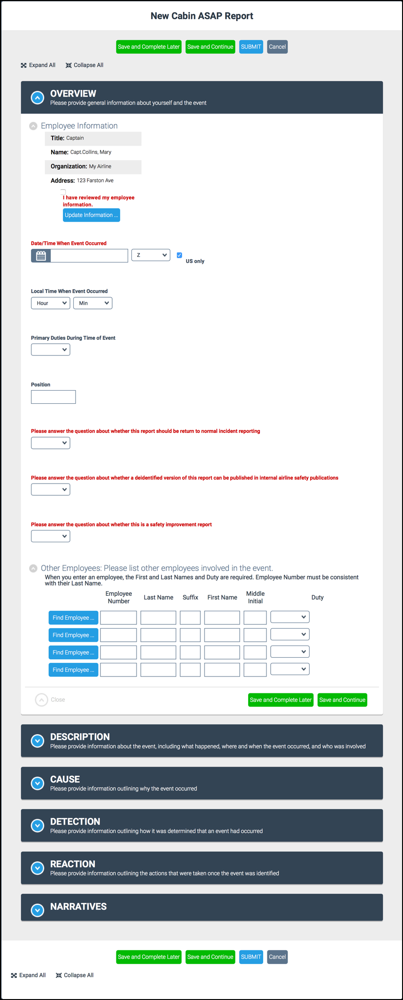 New Cabin ASAP Report
Save and Complete Later Save and Continue SUBMIT Cancel
Expand All Collapse All
OVERVIEW
Please provide general information about yourself and the event
Employee Information
Title: Captain
Name: Capt.Collins, Mary
Organization: My Airline
Address: 123 Farston Ave
I have reviewed my employee
information.
Update Information ...
Date/Time When Event Occurred
Z US only
Local Time When Event Occurred
Hour Min
Primary Duties During Time of Event
Position
Please answer the question about whether this report should be return to normal incident reporting
Please answer the question about whether a deidentified version of this report can be published in internal airline safety publications
Please answer the question about whether this is a safety improvement report
Other Employees: Please list other employees involved in the event.
When you enter an employee, the First and Last Names and Duty are required. Employee Number must be consistent
with their Last Name.
Employee Number Last Name Suffix First Name Middle Initial Duty
Find Employee ...
Find Employee ...
Find Employee ...
Find Employee ...
Close Save and Complete Later Save and Continue
DESCRIPTION
Please provide information about the event, including what happened, where and when the event occurred, and who was involved
CAUSE
Please provide information outlining why the event occurred
DETECTION
Please provide information outlining how it was determined that an event had occurred
REACTION
Please provide information outlining the actions that were taken once the event was identified
NARRATIVES
Save and Complete Later Save and Continue SUBMIT Cancel
Expand All Collapse All